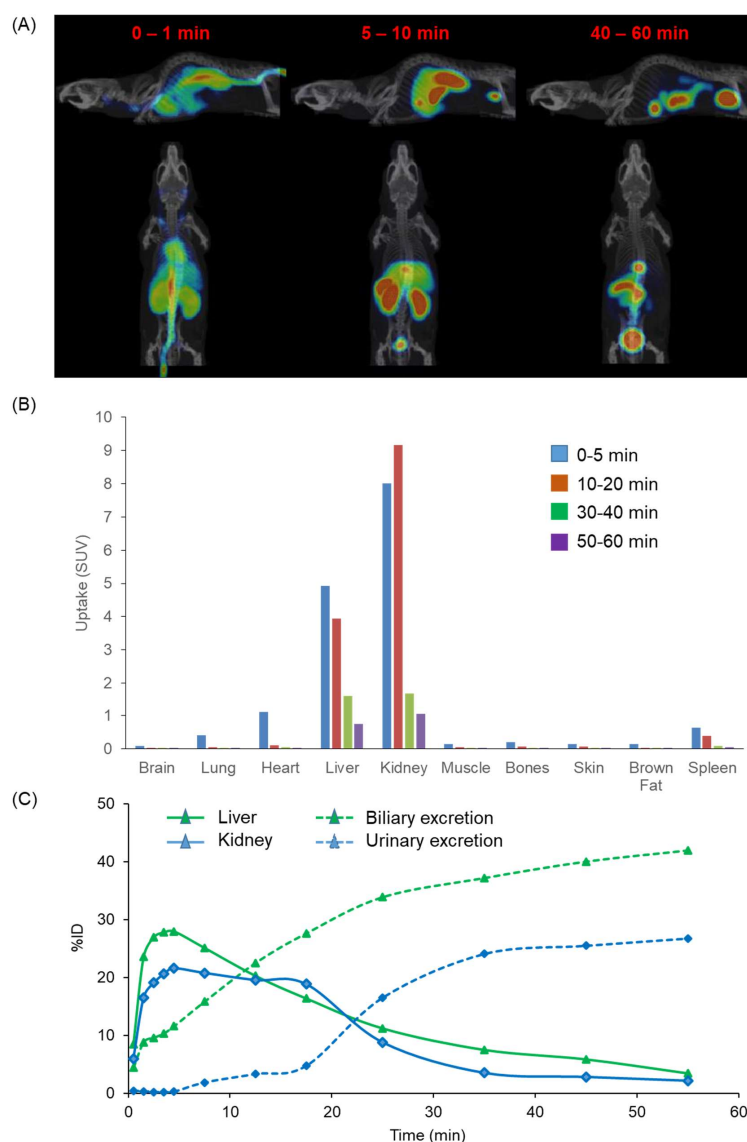 (A)
0 – 1 min
5 – 10 min
40 – 60 min
(B)
10
9
8
7
6
5
4
3
2
1
0
Uptake (SUV)
0-5 min
10-20 min
30-40 min
50-60 min
Brain Lung Heart Liver Kidney Muscle Bones Skin Brown Fat Spleen
(C)
50
40
30
20
10
0
%ID
Liver
Kidney
Biliary excretion
Urinary excretion
0 10 20 30 40 50 60
Time (min)